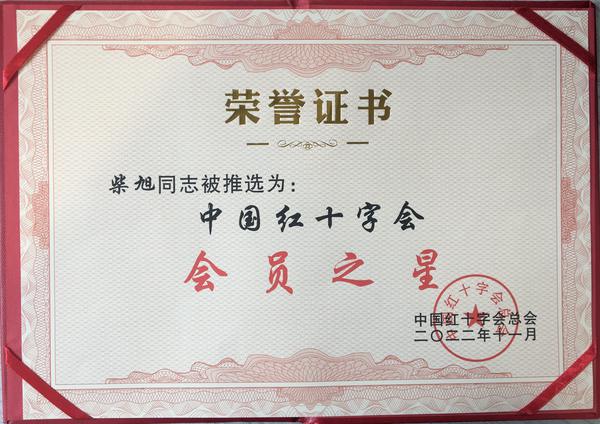 荣誉证书
柴旭同志被推选为：
中国红十字会
会员之星
中国红十字会总会
二〇二二年十一月